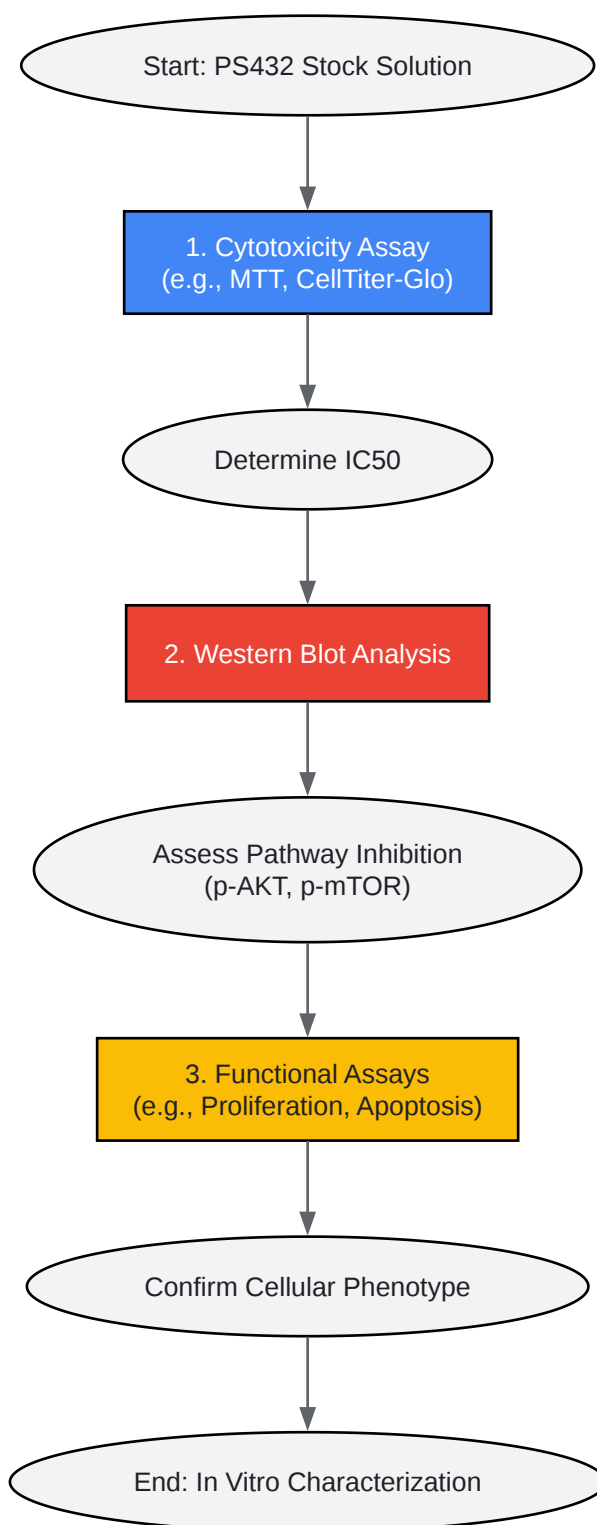 Start: PS432 Stock Solution
1. Cytotoxicity Assay
(e.g., MTT, CellTiter-Glo)
Determine IC50
2. Western Blot Analysis
Assess Pathway Inhibition
(p-AKT, p-mTOR)
3. Functional Assays
(e.g., Proliferation, Apoptosis)
Confirm Cellular Phenotype
End: In Vitro Characterization